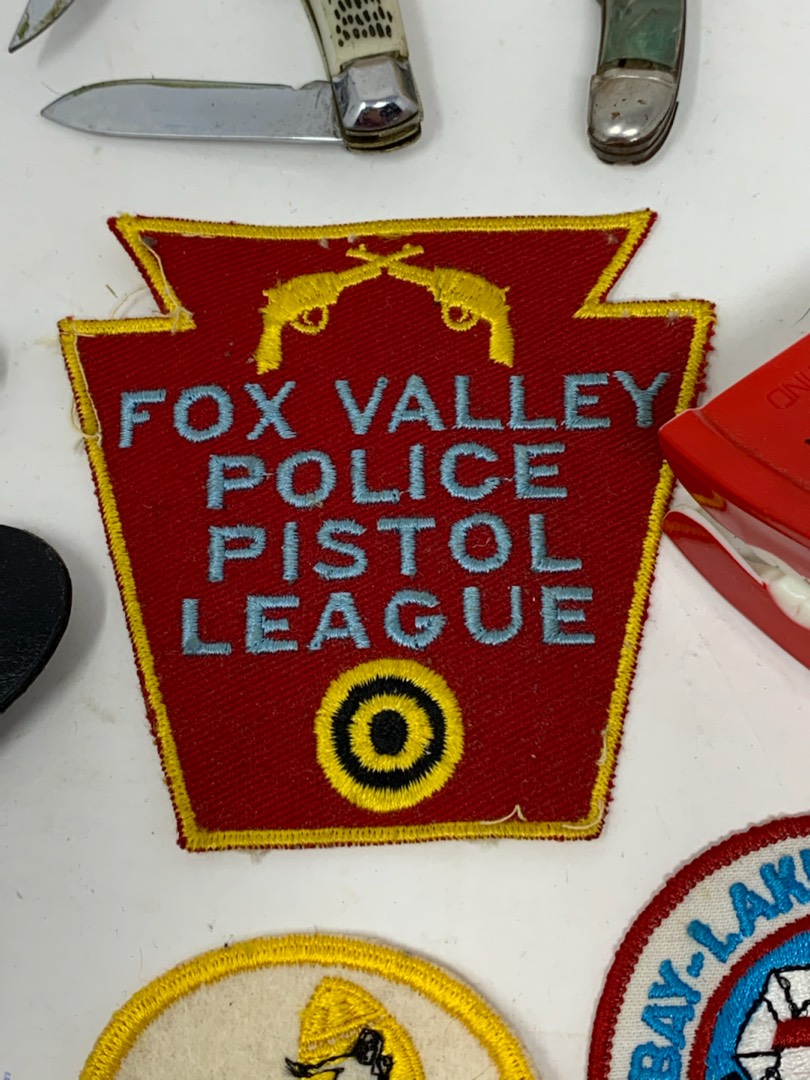 FOX VALLEY
POLICE
PISTOL
LEAGUE
BAY-LAK